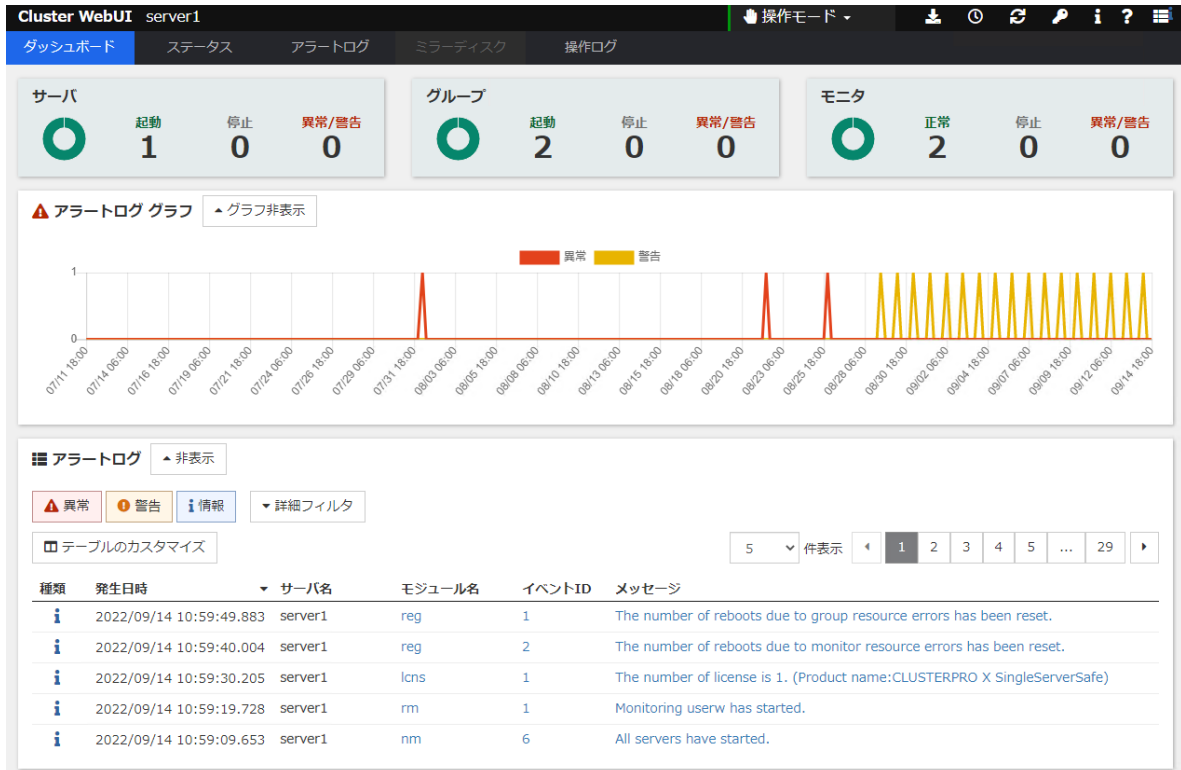 Cluster WebUI server1 操作モード
ダッシュボード ステータス アラートログ ミラーディスク 操作ログ
サーバ グループ モニタ
起動 停止 異常/警告 起動 停止 異常/警告 正常 停止 異常/警告
1 0 0 2 0 0 2 0 0
アラートログ グラフ グラフ非表示
異常 警告
1
0
07/11 18:00 07/14 06:00 07/16 18:00 07/19 06:00 07/21 18:00 07/24 06:00 07/26 18:00 07/29 06:00 07/31 18:00 08/03 06:00 08/05 18:00 08/08 06:00 08/10 18:00 08/13 06:00 08/15 18:00 08/18 06:00 08/20 18:00 08/23 06:00 08/25 18:00 08/28 06:00 08/30 18:00 09/02 06:00 09/04 18:00 09/07 06:00 09/09 18:00 09/12 06:00 09/14 18:00
アラートログ 非表示
異常 警告 情報 詳細フィルタ
テーブルのカスタマイズ 5 件表示 1 2 3 4 5 ... 29
種類 発生日時 サーバ名 モジュール名 イベントID メッセージ
2022/09/14 10:59:49.883 server1 reg 1 The number of reboots due to group resource errors has been reset.
2022/09/14 10:59:40.004 server1 reg 2 The number of reboots due to monitor resource errors has been reset.
2022/09/14 10:59:30.205 server1 lcns 1 The number of license is 1. (Product name:CLUSTERPRO X SingleServerSafe)
2022/09/14 10:59:19.728 server1 rm 1 Monitoring userw has started.
2022/09/14 10:59:09.653 server1 nm 6 All servers have started.